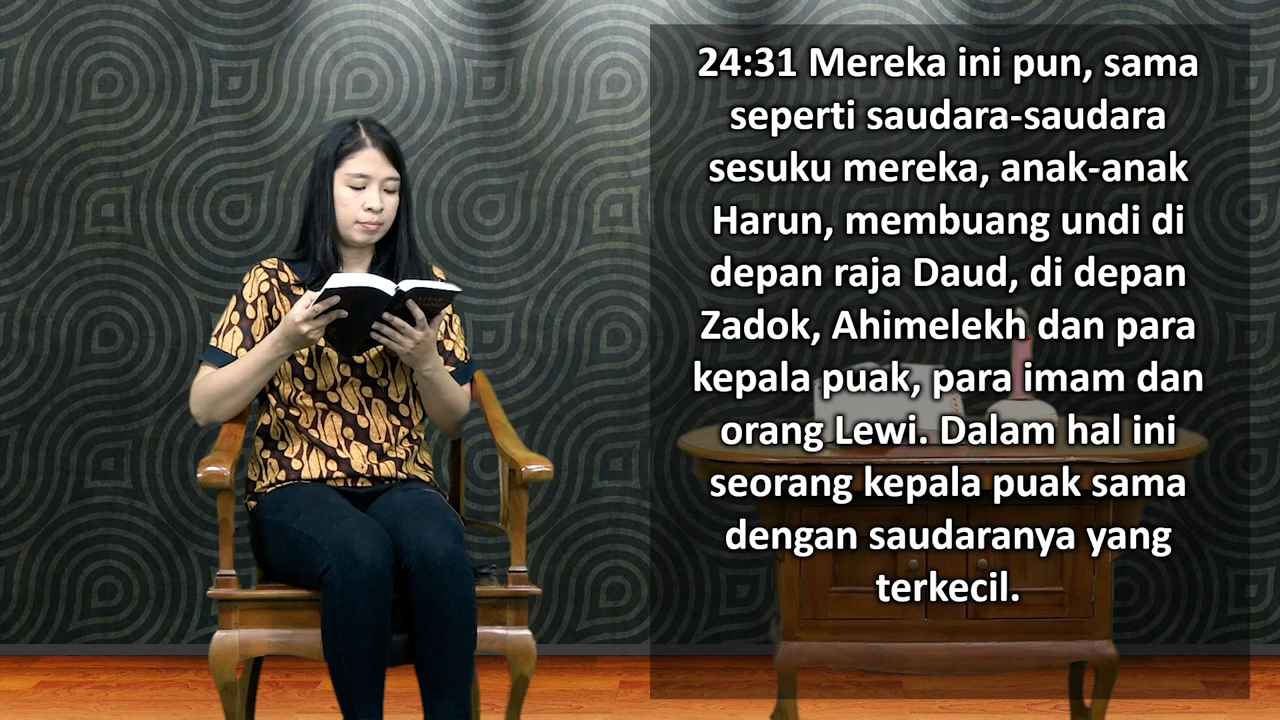 24:31 Mereka ini pun, sama
seperti saudara-saudara
sesuku mereka, anak-anak
Harun, membuang undi di
depan raja Daud, di depan
Zadok, Ahimelekh dan para
kepala puak, para imam dan
orang Lewi. Dalam hal ini
seorang kepala puak sama
dengan saudaranya yang
terkecil.